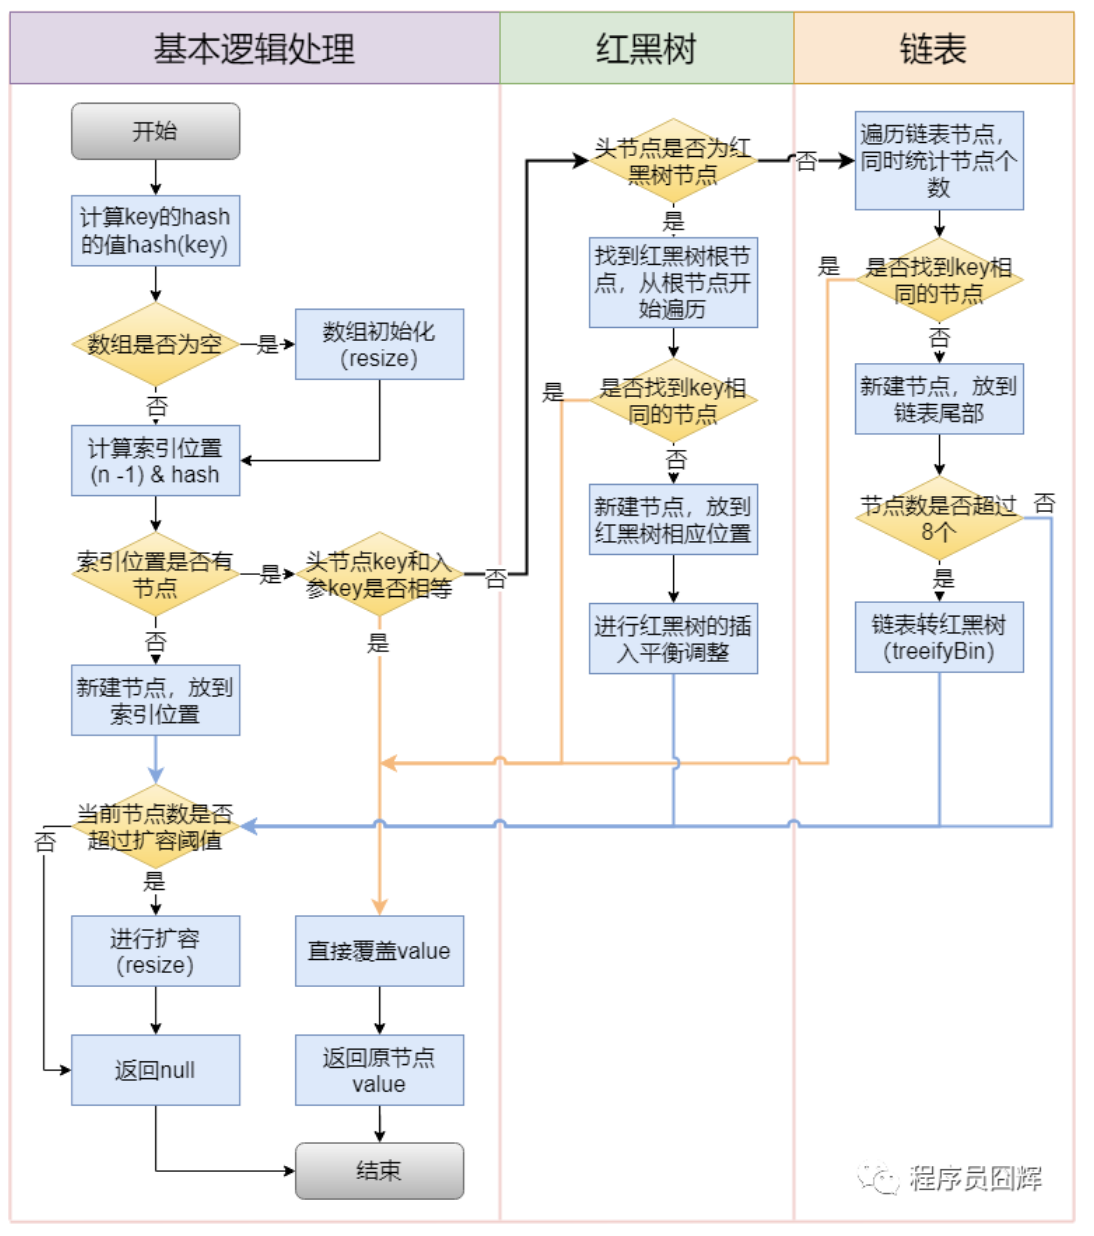 基本逻辑处理
红黑树
链表
开始
计算key的hash
的值hash(key)
数组是否为空
是
数组初始化
（resize）
否
计算索引位置
(n -1) & hash
索引位置是否有
节点
是
头节点key和入
参key是否相等
否
是
否
新建节点，放到
索引位置
当前节点数是否
超过扩容阈值
否
是
进行扩容
（resize）
返回null
直接覆盖value
返回原节点
value
结束
头节点是否为红
黑树节点
否
是
找到红黑树根节
点，从根节点开
始遍历
是否找到key相
同的节点
是
否
新建节点，放到
红黑树相应位置
进行红黑树的插
入平衡调整
遍历链表节点，
同时统计节点个
数
是否找到key相
同的节点
是
否
新建节点，放到
链表尾部
节点数是否超过
8个
否
是
链表转红黑树
（treeifyBin）
程序员囧辉